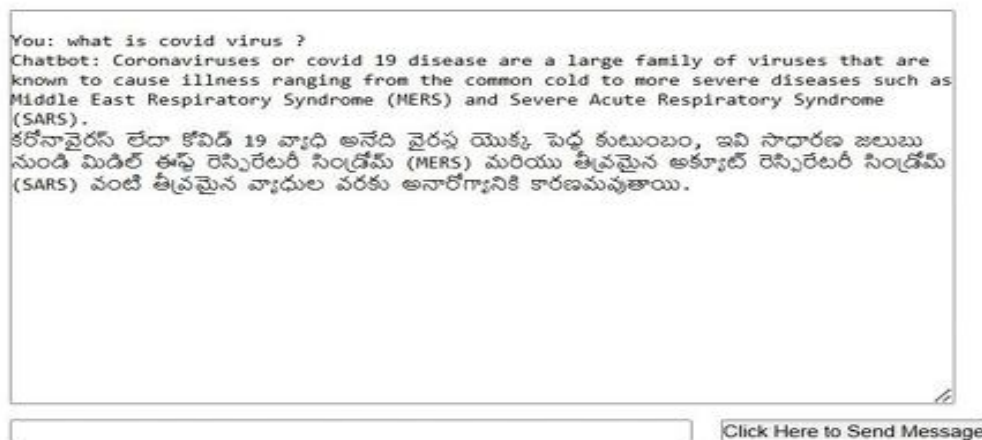 You: what is covid virus ?
Chatbot: Coronaviruses or covid 19 disease are a large family of viruses that are
known to cause illness ranging from the common cold to more severe diseases such as
Middle East Respiratory Syndrome (MERS) and Severe Acute Respiratory Syndrome
(SARS).
కరోనావైరస్ లేదా కోవిడ్ 19 వ్యాధి అనేది వైరస్ల యొక్క పెద్ద కుటుంబం, ఇవి సాధారణ జలుబు
నుండి మిడిల్ ఈస్ట్ రెస్పిరేటరీ సిండ్రోమ్ (MERS) మరియు తీవ్రమైన అక్యూట్ రెస్పిరేటరీ సిండ్రోమ్
(SARS) వంటి తీవ్రమైన వ్యాధుల వరకు అనారోగ్యానికి కారణమవుతాయి.
Click Here to Send Message